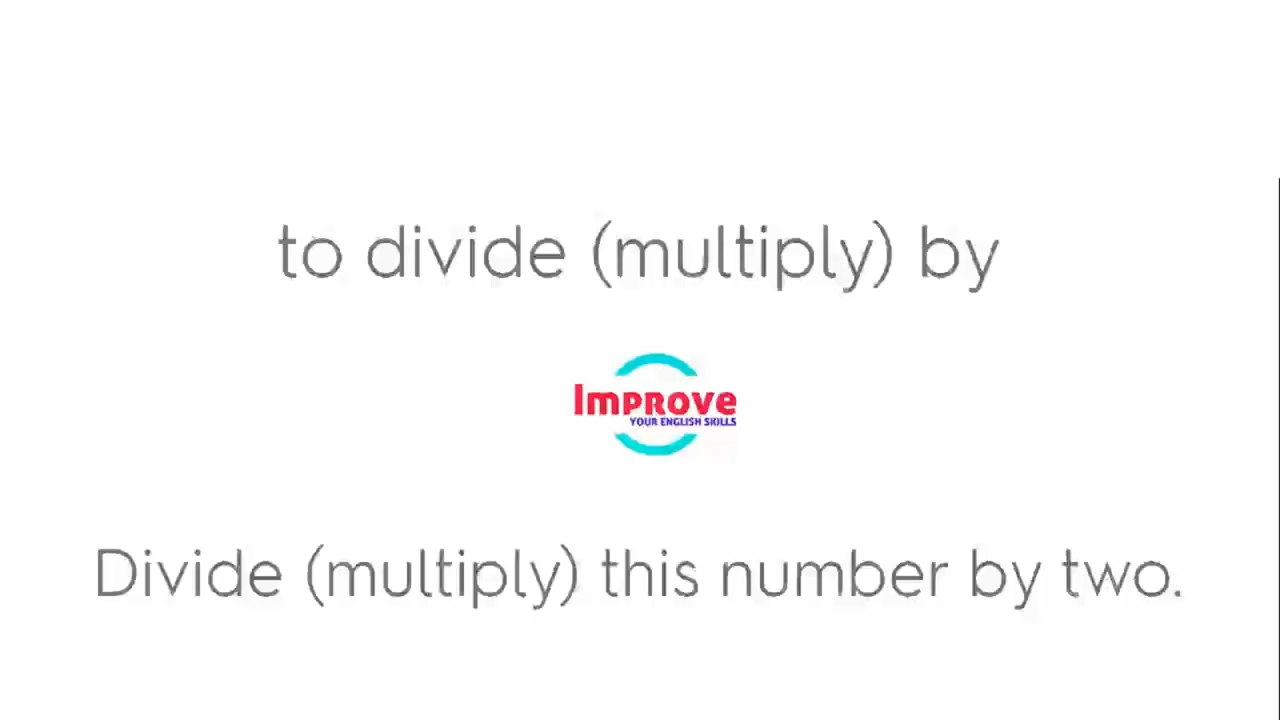 to divide (multiply) by
Improve
YOUR ENGLISH SKILLS
Divide (multiply) this number by two.